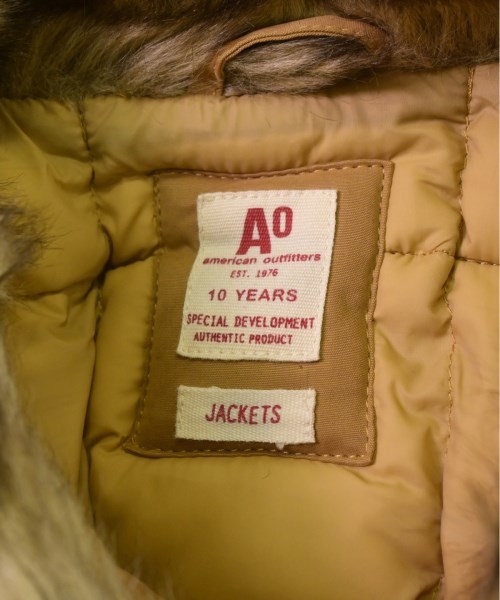 AO
american outfitters
EST. 1976
10 YEARS
SPECIAL DEVELOPMENT
AUTHENTIC PRODUCT
JACKETS